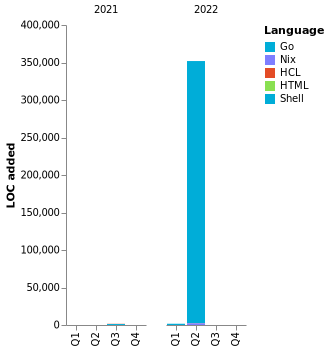 2021 2022
Language
Go
Nix
HCL
HTML
Shell
LOC added
400,000
350,000
300,000
250,000
200,000
150,000
100,000
50,000
0
Q1 Q2 Q3 Q4 Q1 Q2 Q3 Q4